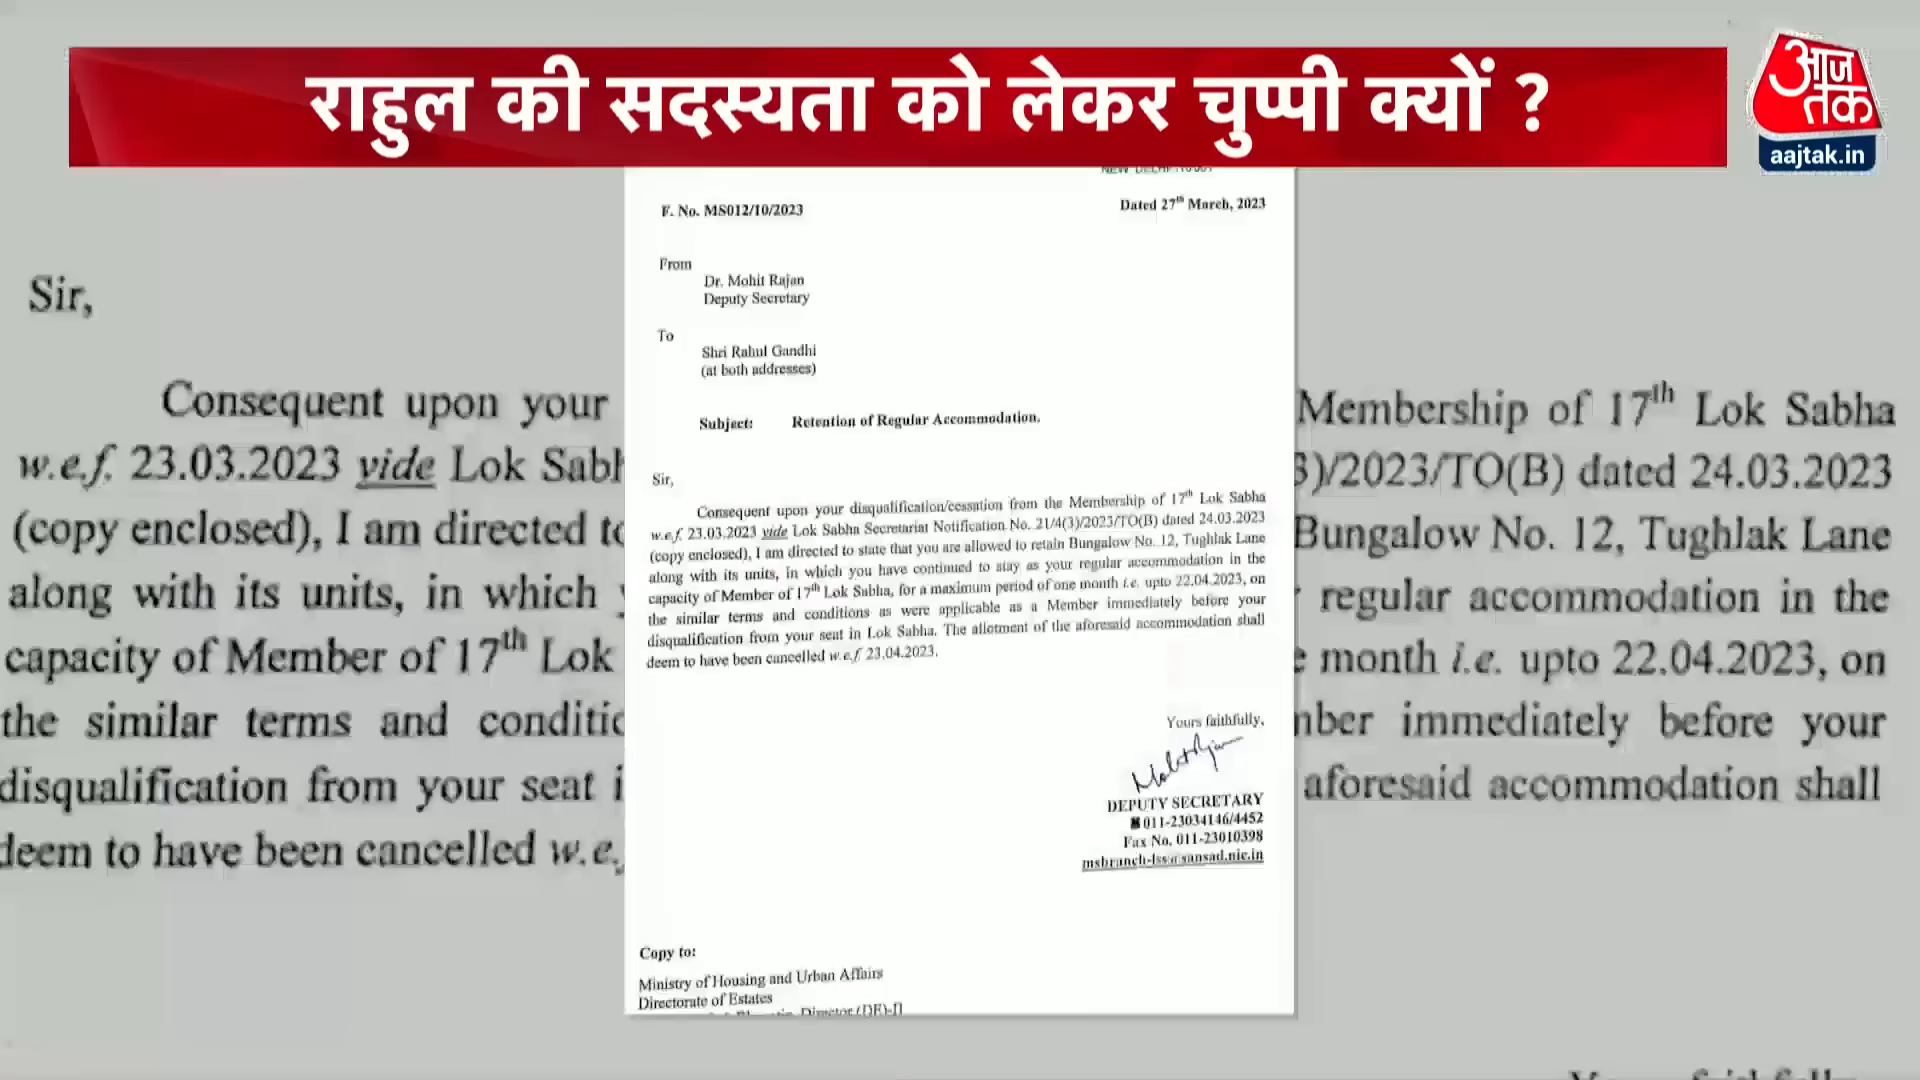 राहुल की सदस्यता को लेकर चुप्पी क्यों ?
आज
तक
aajtak.in
F. No. MS012/10/2023
Dated 27th March, 2023
From
Dr. Mohit Rajan
Deputy Secretary
To
Shri Rahul Gandhi
(at both addresses)
Subject: Retention of Regular Accommodation.
Sir,
Consequent upon your disqualification/cessation from the Membership of 17th Lok Sabha
w.e.f. 23.03.2023 vide Lok Sabha Secretariat Notification No. 21/4(3)/2023/TO(B) dated 24.03.2023
(copy enclosed), I am directed to state that you are allowed to retain Bungalow No. 12, Tughlak Lane
along with its units, in which you have continued to stay as your regular accommodation in the
capacity of Member of 17th Lok Sabha, for a maximum period of one month i.e. upto 22.04.2023, on
the similar terms and conditions as were applicable as a Member immediately before your
disqualification from your seat in Lok Sabha. The allotment of the aforesaid accommodation shall
deem to have been cancelled w.e.f 23.04.2023.
Yours faithfully,
DEPUTY SECRETARY
011-23034146/4452
Fax No. 011-23010398
msbranch-lss@sansad.nic.in
Copy to:
Ministry of Housing and Urban Affairs
Directorate of Estates
Director (DE)-II
Sir,
Consequent upon your
w.e.f. 23.03.2023 vide Lok
(copy enclosed), I am directed
along with its units, in which
capacity of Member of 17th Lok
the similar terms and
disqualification from your seat
deem to have been cancelled
Membership of 17th Lok Sabha
3)/2023/TO(B) dated 24.03.2023
Bungalow No. 12, Tughlak Lane
regular accommodation in the
month i.e. upto 22.04.2023, on
immediately before your
aforesaid accommodation shall